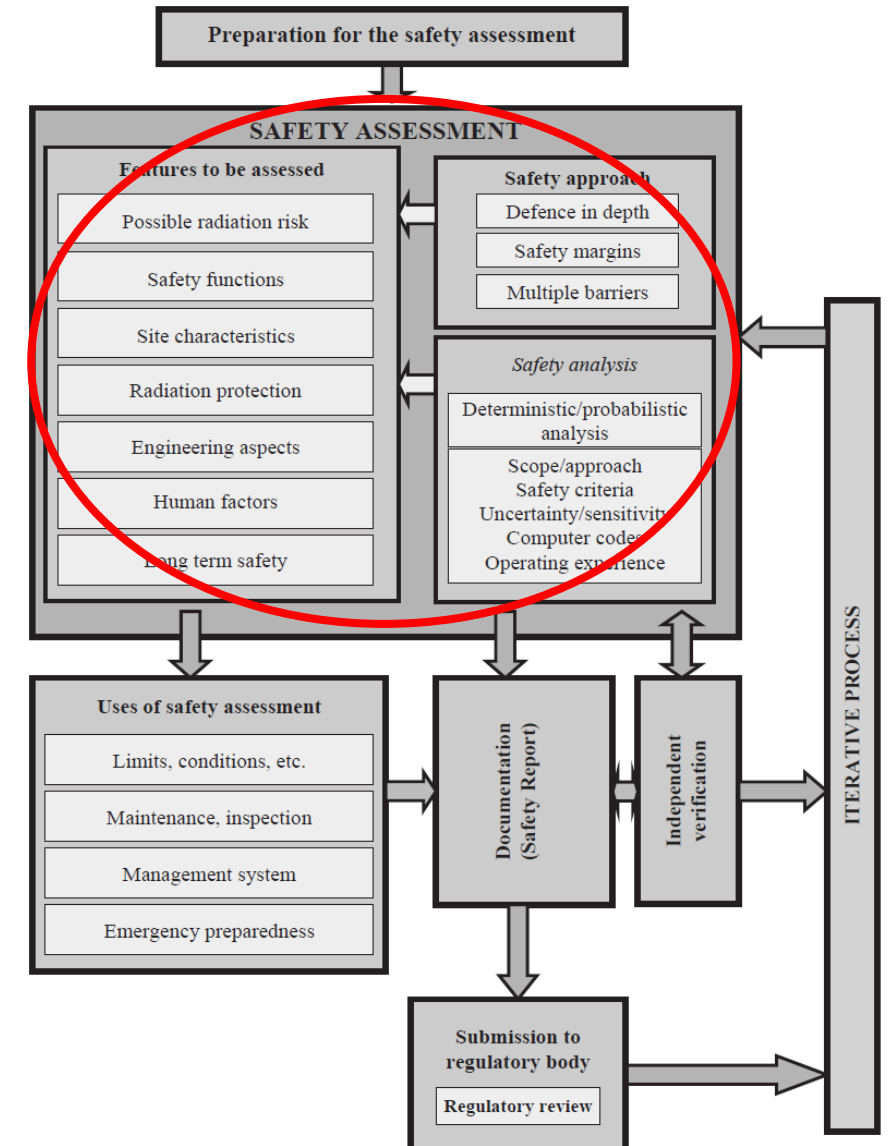 Preparation for the safety assessment
SAFETY ASSESSMENT
Features to be assessed
Possible radiation risk
Safety functions
Site characteristics
Radiation protection
Engineering aspects
Human factors
Long term safety
Safety approach
Defence in depth
Safety margins
Multiple barriers
Safety analysis
Deterministic/probabilistic
analysis
Scope/approach
Safety criteria
Uncertainty/sensitivity
Computer codes
Operating experience
Uses of safety assessment
Limits, conditions, etc.
Maintenance, inspection
Management system
Emergency preparedness
Documentation
(Safety Report)
Independent
verification
ITERATIVE PROCESS
Submission to
regulatory body
Regulatory review